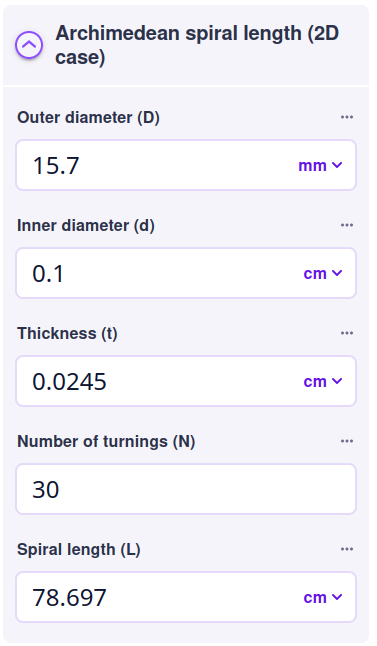 Archimedean spiral length (2D
case)
Outer diameter (D)
15.7 mm
Inner diameter (d)
0.1 cm
Thickness (t)
0.0245 cm
Number of turnings (N)
30
Spiral length (L)
78.697 cm